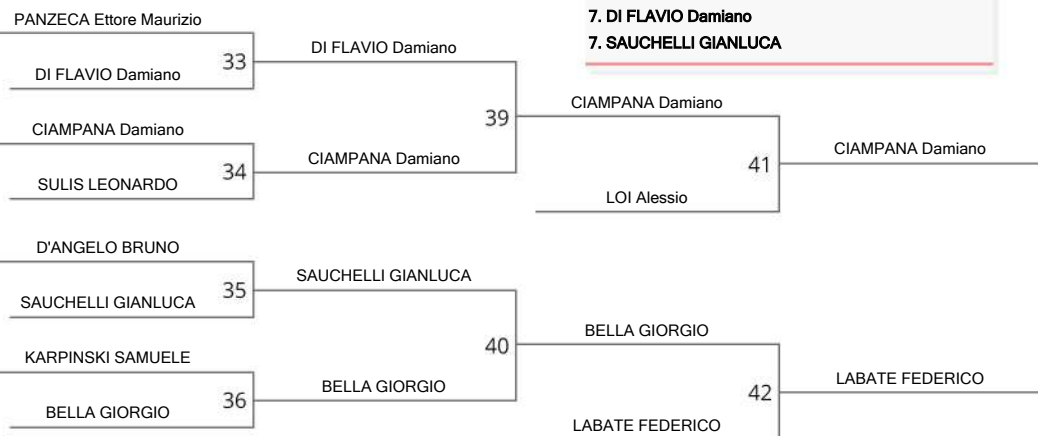 7. DI FLAVIO Damiano
7. SAUCHELLI GIANLUCA
PANZECA Ettore Maurizio
33
DI FLAVIO Damiano
DI FLAVIO Damiano
CIAMPANA Damiano
34
SULIS LEONARDO
CIAMPANA Damiano
39
CIAMPANA Damiano
LOI Alessio
41
CIAMPANA Damiano
D'ANGELO BRUNO
35
SAUCHELLI GIANLUCA
SAUCHELLI GIANLUCA
KARPINSKI SAMUELE
36
BELLA GIORGIO
BELLA GIORGIO
40
BELLA GIORGIO
LABATE FEDERICO
42
LABATE FEDERICO